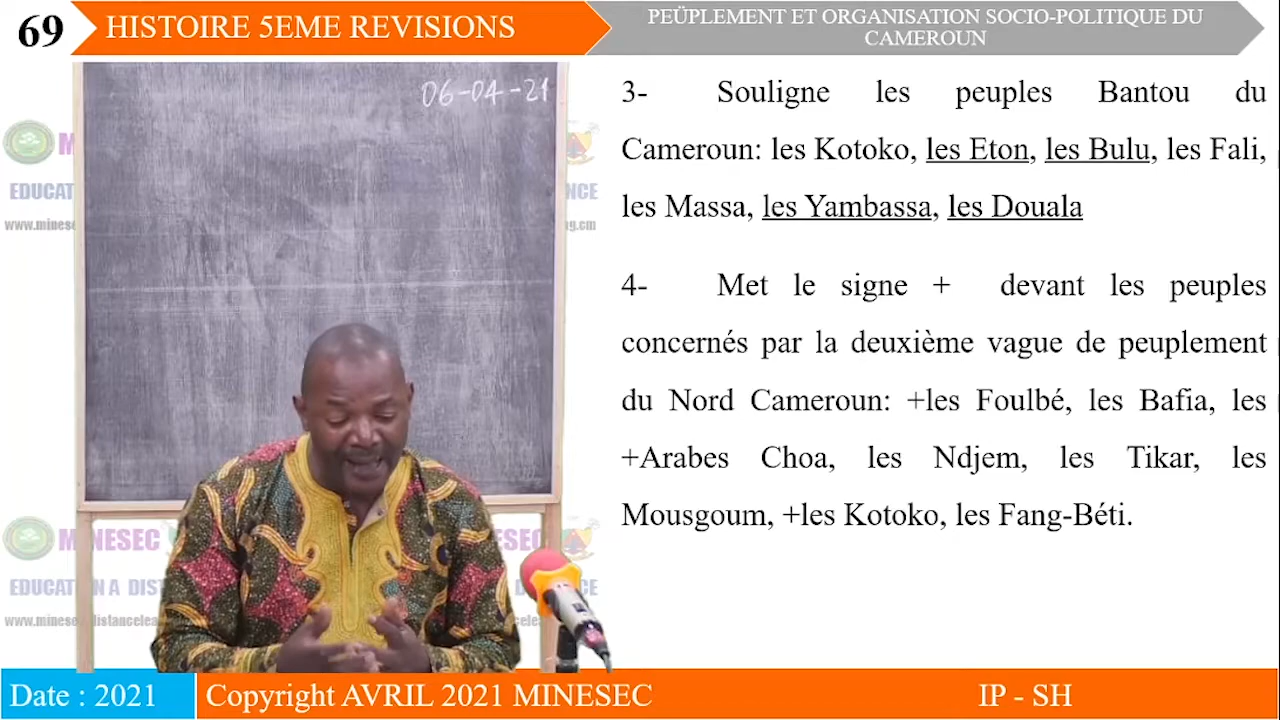 69
HISTOIRE 5EME REVISIONS
PEÜPLEMENT ET ORGANISATION SOCIO-POLITIQUE DU
CAMEROUN
06-04-21
3- Souligne les peuples Bantou du
Cameroun: les Kotoko, les Eton, les Bulu, les Fali,
les Massa, les Yambassa, les Douala
4- Met le signe + devant les peuples
concernés par la deuxième vague de peuplement
du Nord Cameroun: +les Foulbé, les Bafia, les
+Arabes Choa, les Ndjem, les Tikar, les
Mousgoum, +les Kotoko, les Fang-Béti.
MINESEC
Date : 2021
Copyright AVRIL 2021 MINESEC
IP - SH